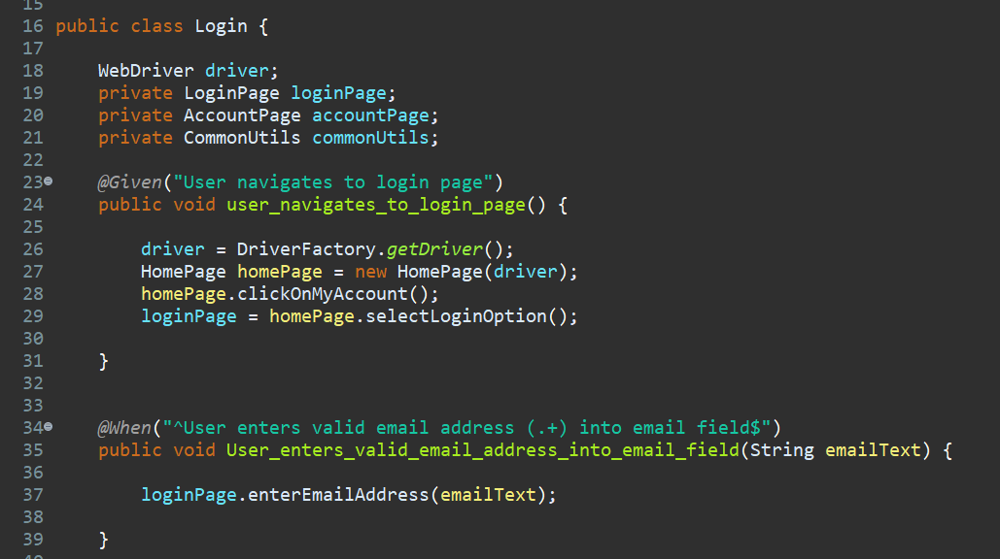 15
16 public class Login {
17
18     WebDriver driver;
19     private LoginPage loginPage;
20     private AccountPage accountPage;
21     private CommonUtils commonUtils;
22
23     @Given("User navigates to login page")
24     public void user_navigates_to_login_page() {
25
26         driver = DriverFactory.getDriver();
27         HomePage homePage = new HomePage(driver);
28         homePage.clickOnMyAccount();
29         loginPage = homePage.selectLoginOption();
30
31     }
32
33
34     @When("^User enters valid email address (.+) into email field$")
35     public void User_enters_valid_email_address_into_email_field(String emailText) {
36
37         loginPage.enterEmailAddress(emailText);
38
39     }
40